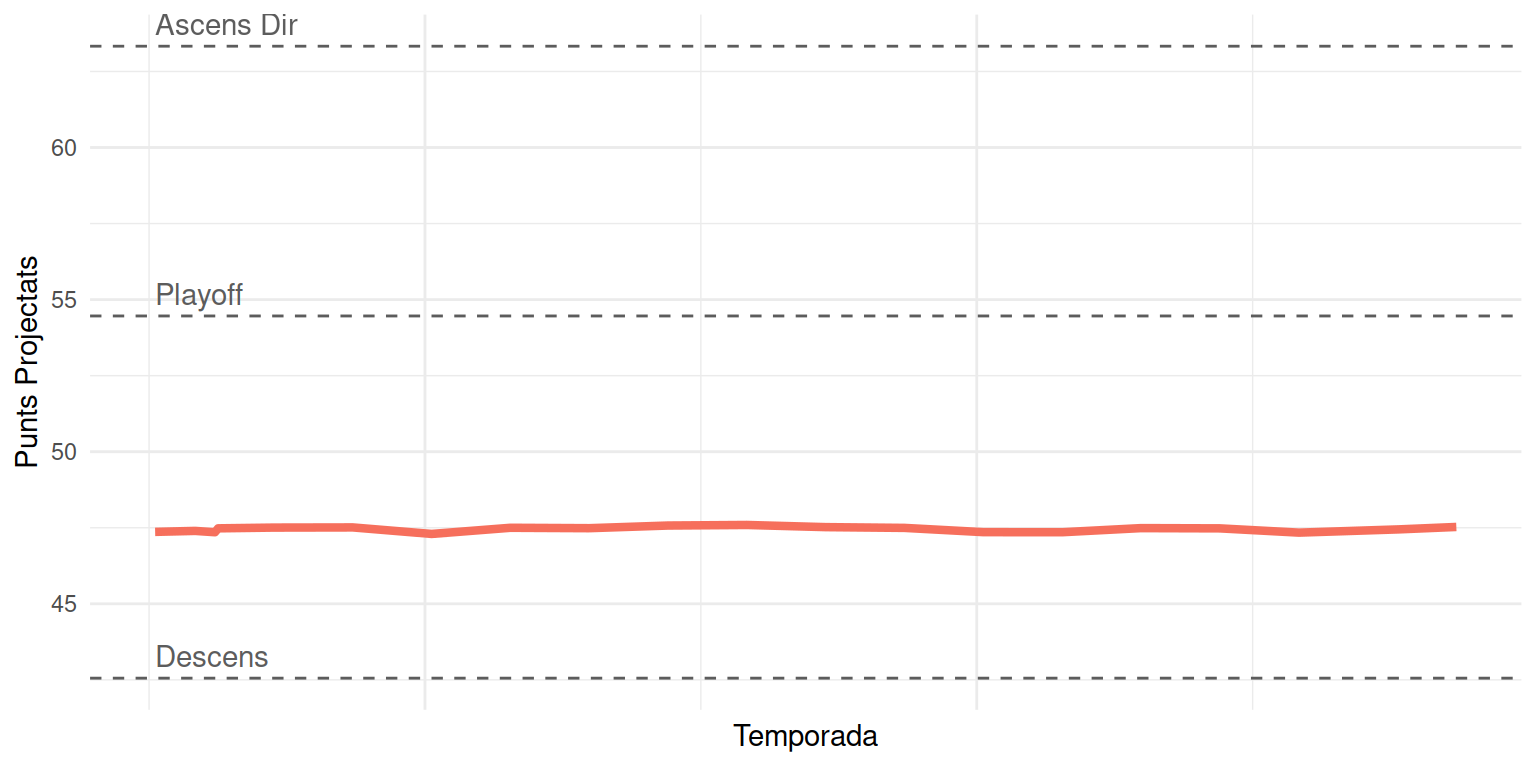 Ascens Dir
60
Playoff
55
50
45
Descens
Punts Projectats
Temporada